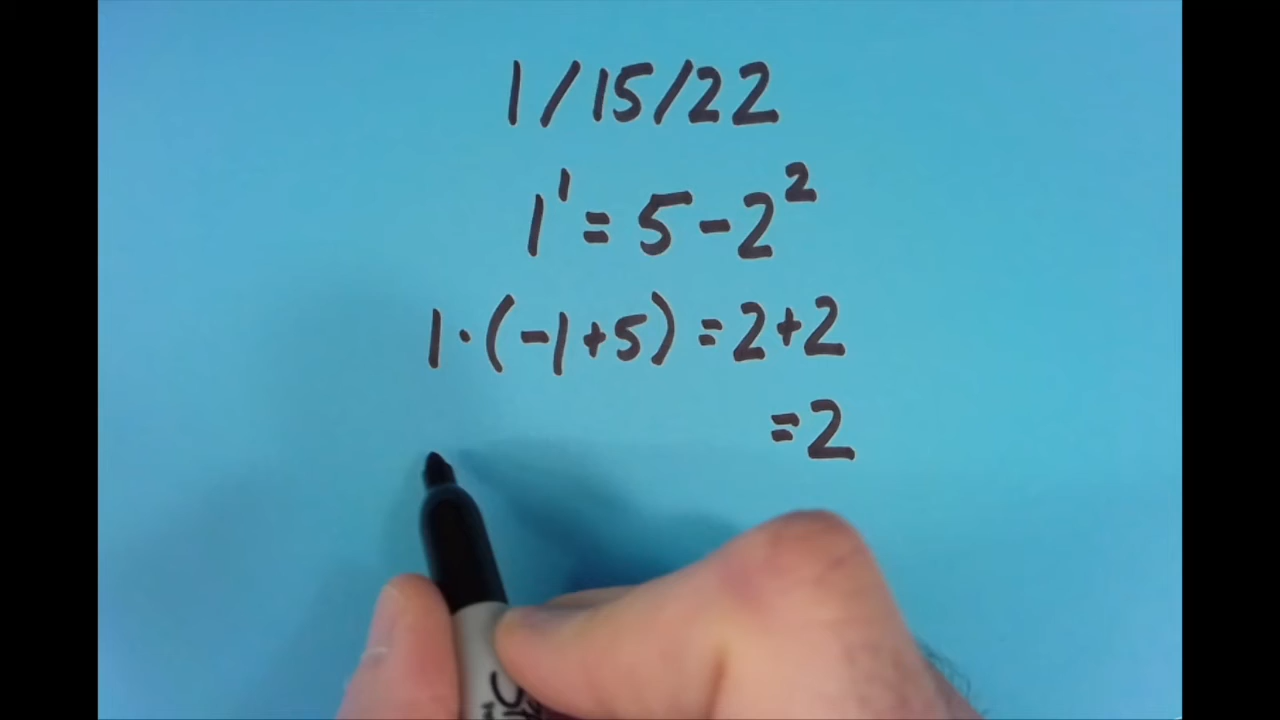 1/15/22
1¹ = 5 - 2²
1 · (-1+5) = 2+2
= 2